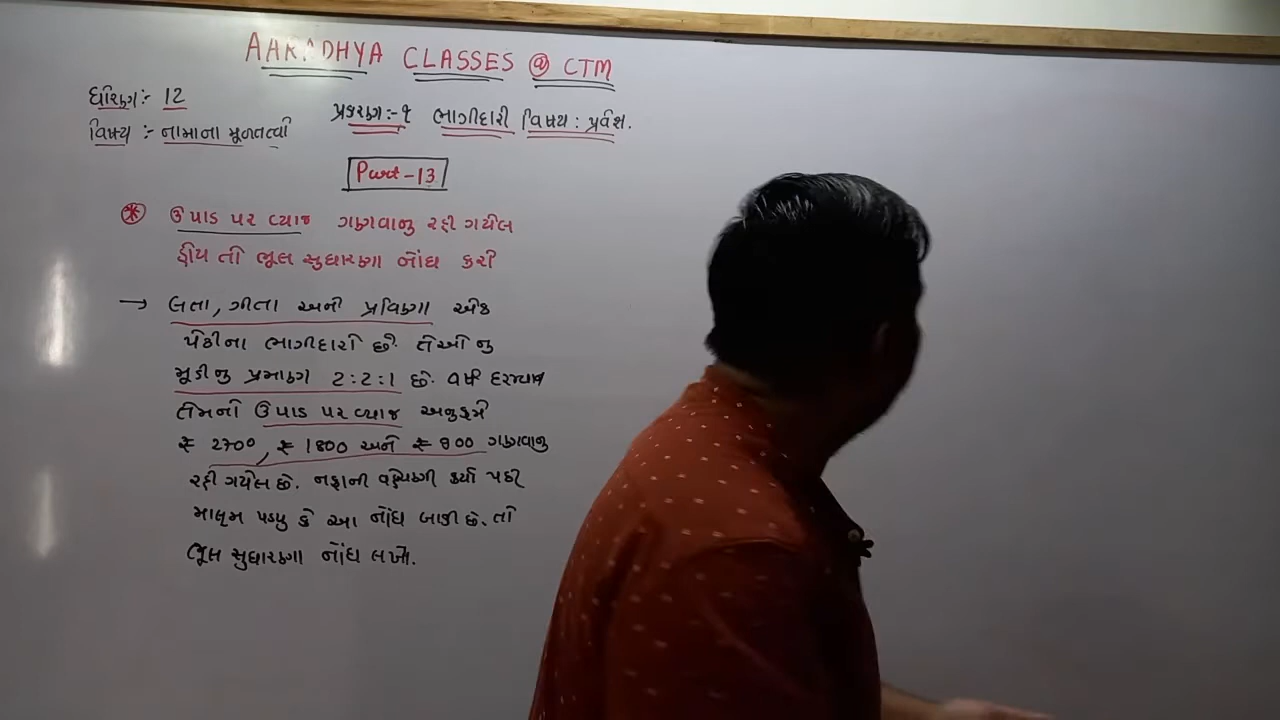 AARADHYA CLASSES @ CTM
ધોરણ:- 12
પ્રકરણ:-૧ ભાગીદારી વિષય : પ્રવેશ.
વિષય :- નામાના મૂળતત્વો
Part-13
* ઉપાડ પર વ્યાજ ગણવાનુ રહી ગયેલ
હોય તો ભૂલ સુધારણા નોંધ કરો
→ લતા, ગીતા અને પ્રવિણા એક
પેઢીના ભાગીદારો છે. તેઓ નુ
મૂડીનુ પ્રમાણ 2:2:1 છે. વર્ષ દરમ્યાન
તેમનો ઉપાડ પર વ્યાજ અનુક્રમે
₹ 2700, ₹ 1800 અને ₹ 900 ગણવાનુ
રહી ગયેલ છે. નફાની વહેંચણી કર્યા પછી
માલૂમ પડ્યુ કે આ નોંધ બાકી છે. તો
ભૂલ સુધારણા નોંધ લખો.